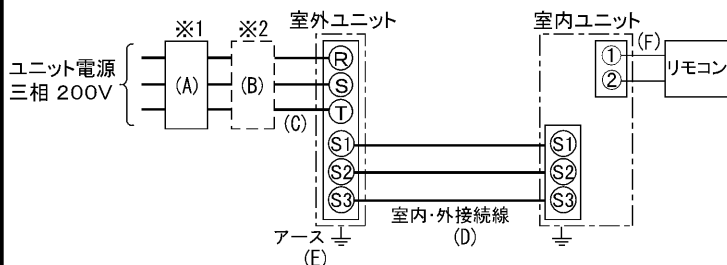 ※1 ※2 室外ユニット 室内ユニット
ユニット電源
三相 200V
(A) (B) (C)
R
S
T
S1
S2
S3
① (F)
②
リモコン
S1
S2
S3
室内・外接続線
(D)
アース
(E)